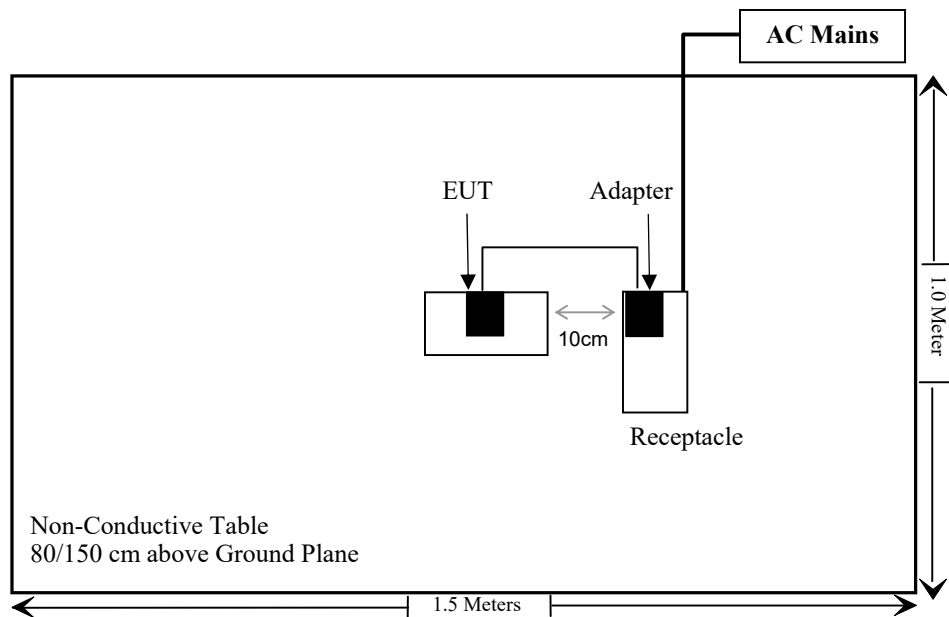 AC Mains
EUT
Adapter
10cm
1.0 Meter
Receptacle
Non-Conductive Table
80/150 cm above Ground Plane
1.5 Meters